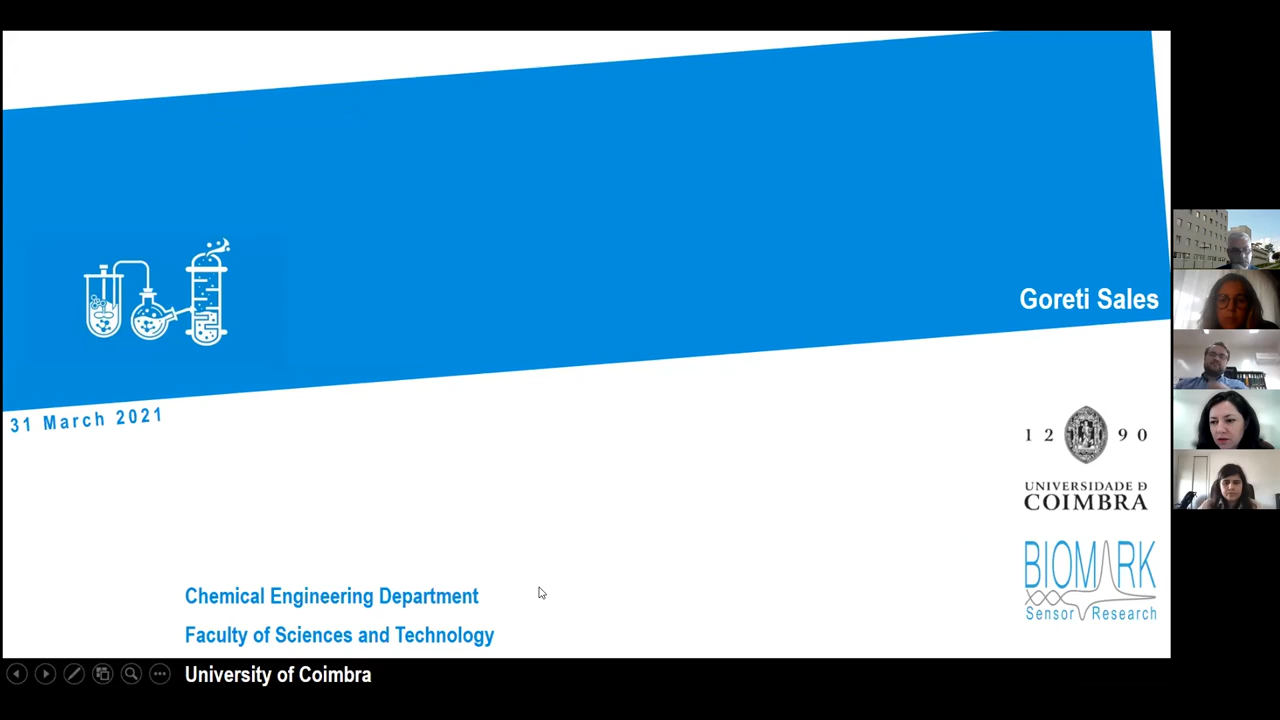 Goreti Sales
31 March 2021
1 2 9 0
UNIVERSIDADE Ð
COIMBRA
BIOMARK
Sensor Research
Chemical Engineering Department
Faculty of Sciences and Technology
University of Coimbra